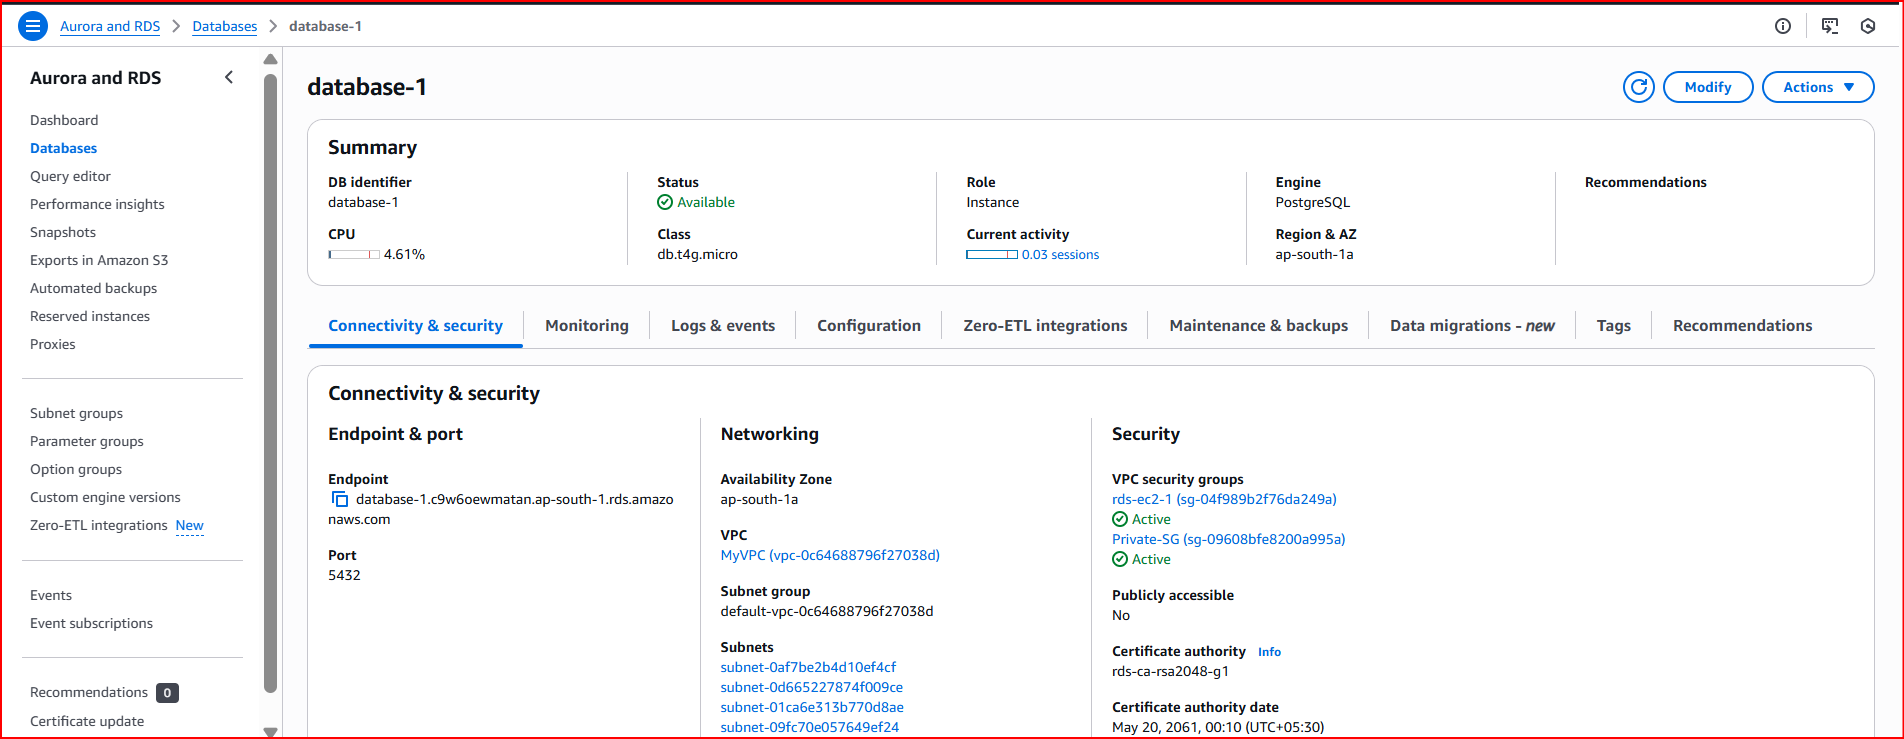 Aurora and RDS > Databases > database-1
Aurora and RDS
Dashboard
Databases
Query editor
Performance insights
Snapshots
Exports in Amazon S3
Automated backups
Reserved instances
Proxies
Subnet groups
Parameter groups
Option groups
Custom engine versions
Zero-ETL integrations New
Events
Event subscriptions
Recommendations 0
Certificate update
database-1
Modify
Actions
Summary
DB identifier
database-1
CPU
4.61%
Status
Available
Class
db.t4g.micro
Role
Instance
Current activity
0.03 sessions
Engine
PostgreSQL
Region & AZ
ap-south-1a
Recommendations
Connectivity & security
Monitoring
Logs & events
Configuration
Zero-ETL integrations
Maintenance & backups
Data migrations - new
Tags
Recommendations
Connectivity & security
Endpoint & port
Endpoint
database-1.c9w6oewmatan.ap-south-1.rds.amazo
naws.com
Port
5432
Networking
Availability Zone
ap-south-1a
VPC
MyVPC (vpc-0c64688796f27038d)
Subnet group
default-vpc-0c64688796f27038d
Subnets
subnet-0af7be2b4d10ef4cf
subnet-0d665227874f009ce
subnet-01ca6e313b770d8ae
subnet-09fc70e057649ef24
Security
VPC security groups
rds-ec2-1 (sg-04f989b2f76da249a)
Active
Private-SG (sg-09608bfe8200a995a)
Active
Publicly accessible
No
Certificate authority Info
rds-ca-rsa2048-g1
Certificate authority date
May 20, 2061, 00:10 (UTC+05:30)